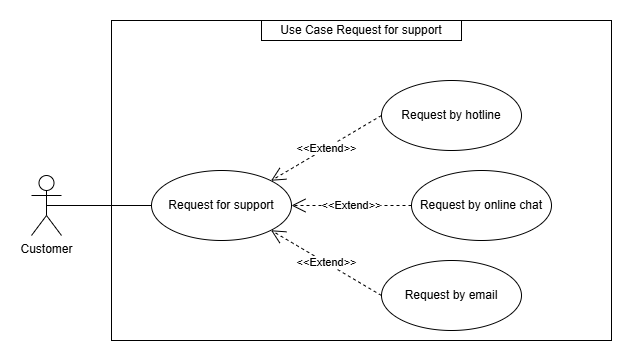 Use Case Request for support
Request by hotline
<<Extend>>
Request for support
<<Extend>>
Request by online chat
Customer
<<Extend>>
Request by email